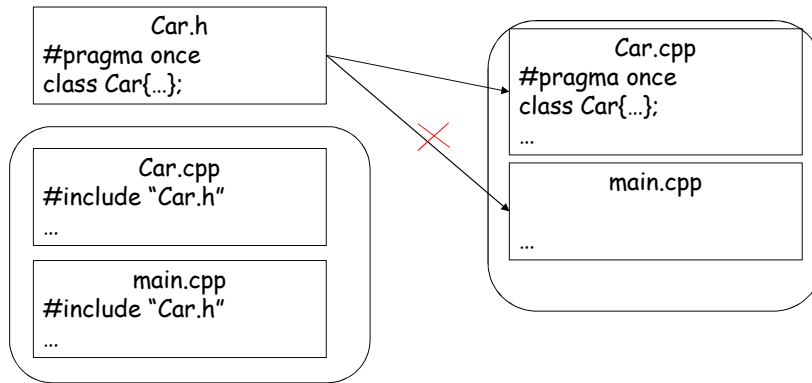 Car.h
#pragma once
class Car{…};
Car.cpp
#include “Car.h”
…
main.cpp
#include “Car.h”
…
Car.cpp
#pragma once
class Car{…};
…
main.cpp
…